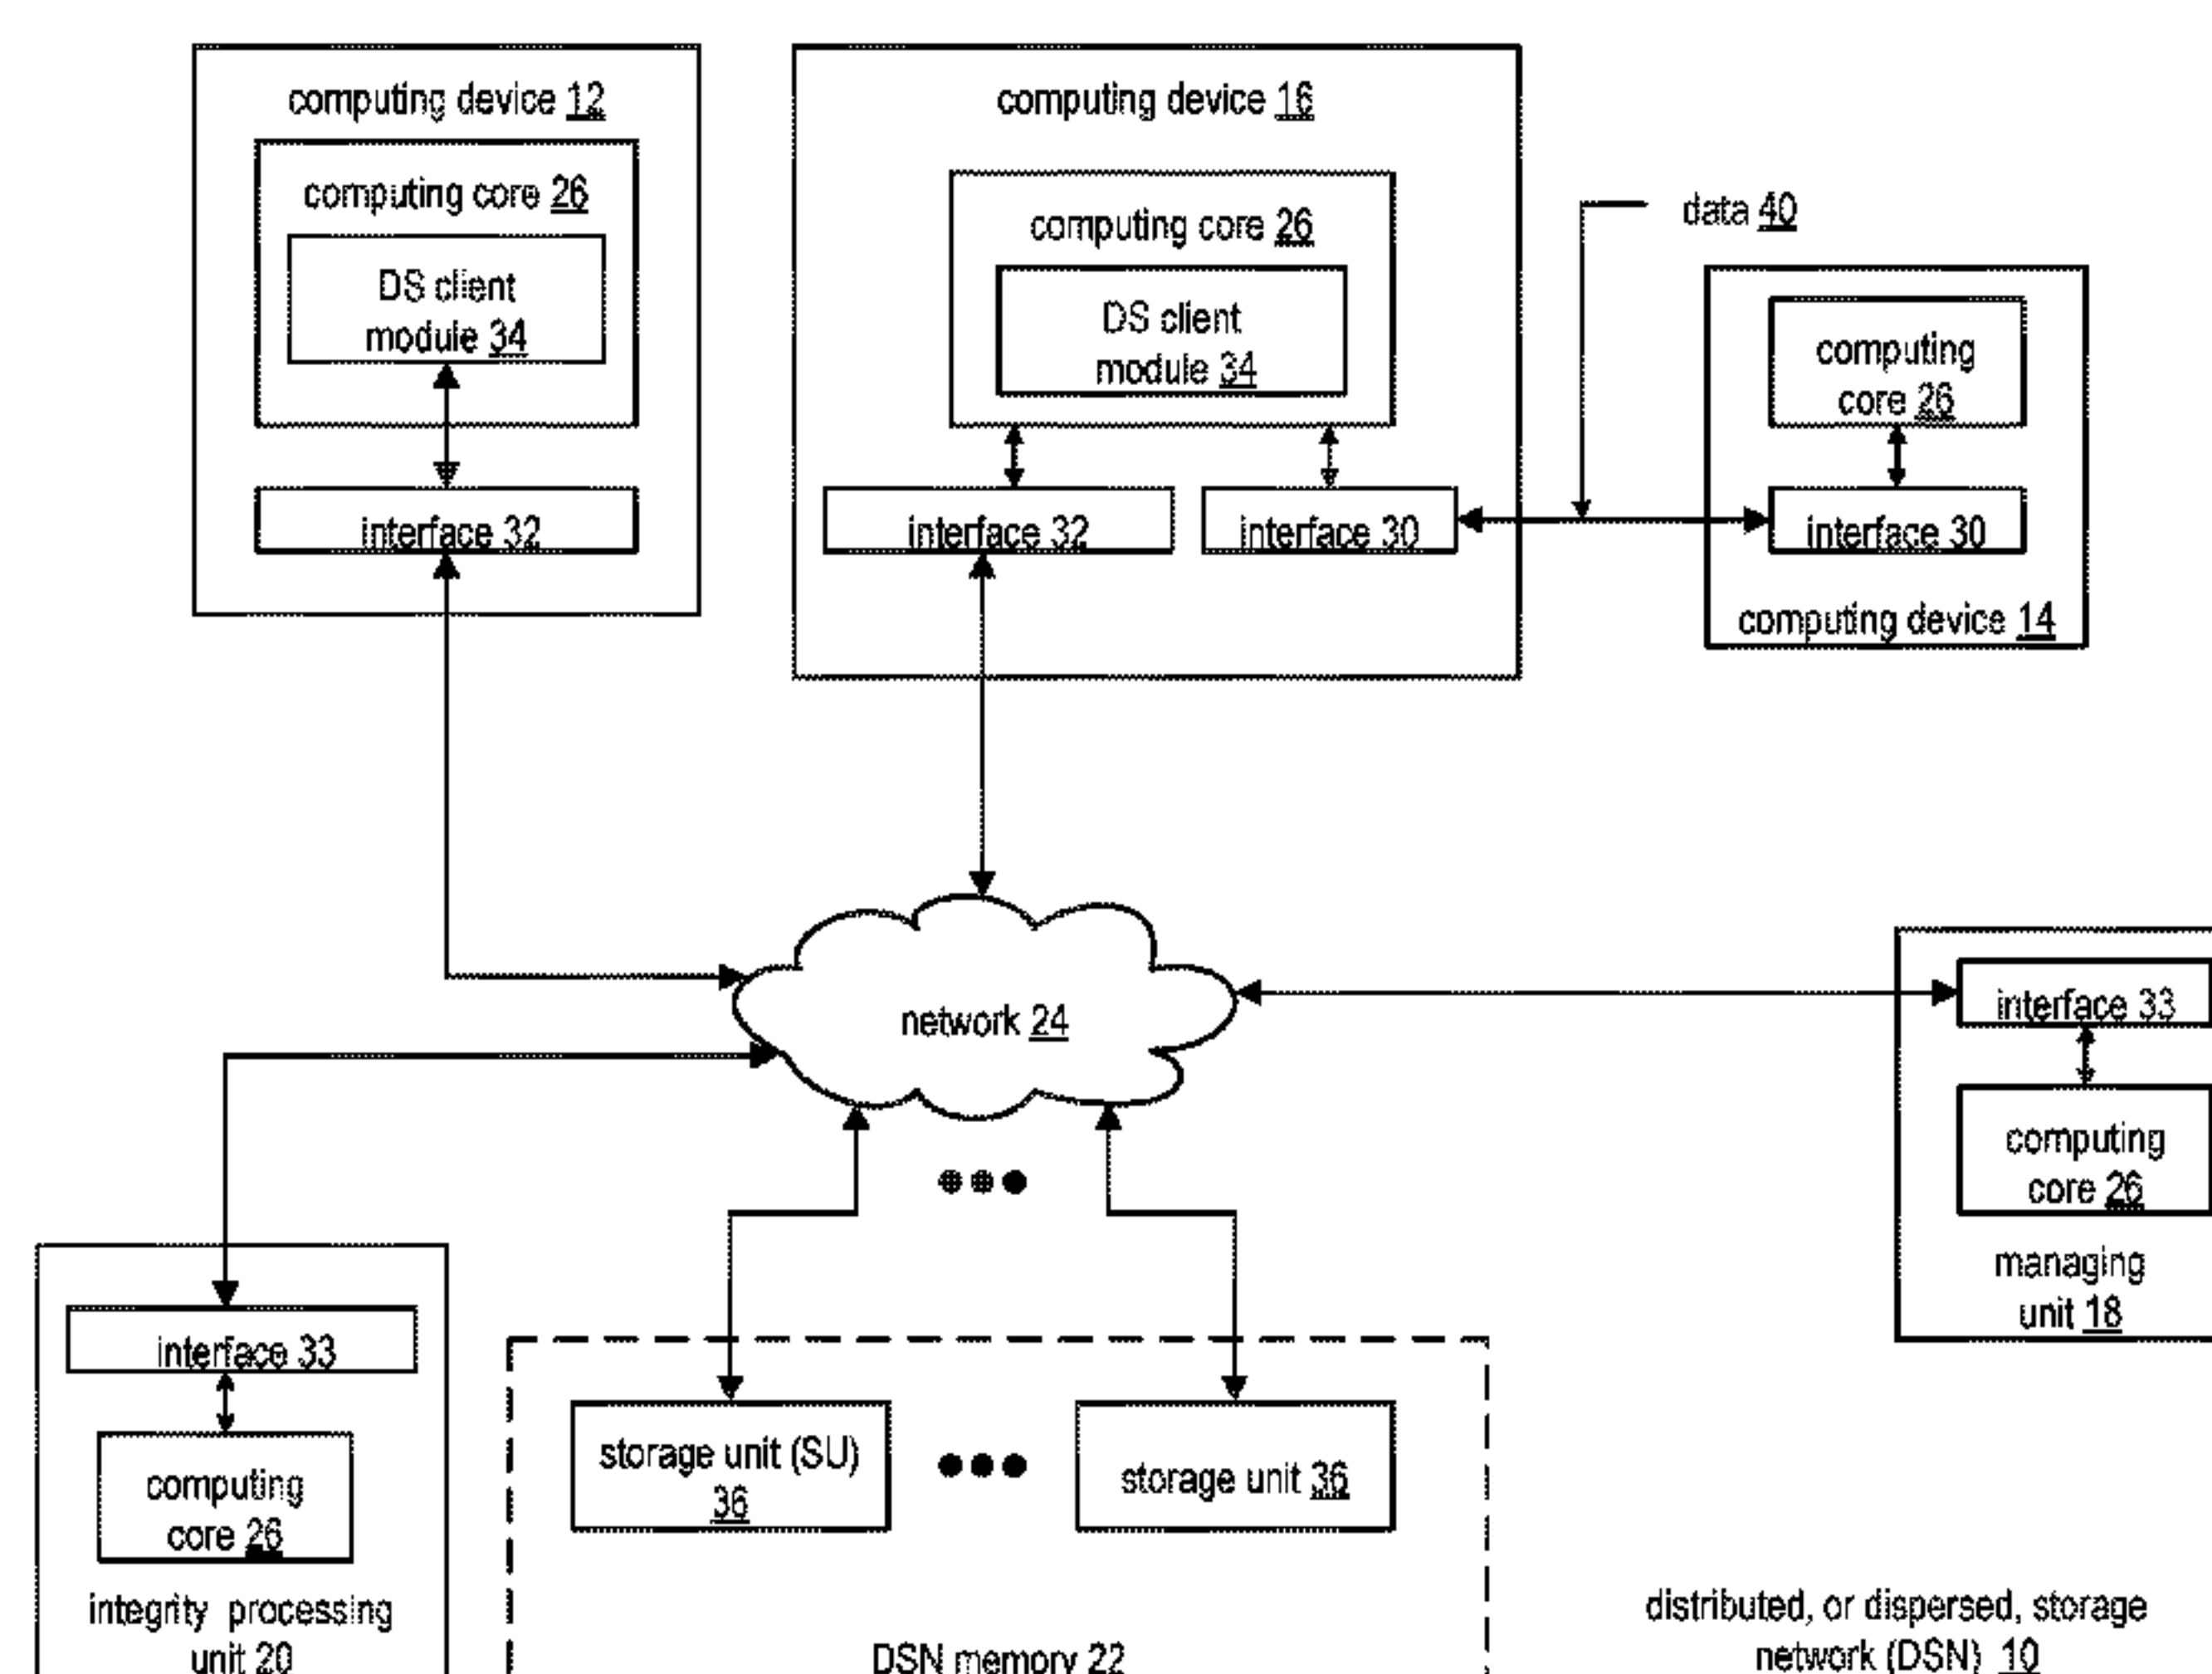 computing device 12
computing core 26
DS client
module 34
interface 32
computing device 16
computing core 26
DS client
module 34
interface 32
interface 30
data 40
computing
core 26
interface 30
computing device 14
network 24
interface 33
computing
core 26
managing
unit 18
interface 33
computing
core 26
integrity processing
unit 20
storage unit (SU)
36
storage unit 36
DSN memory 22
distributed, or dispersed, storage
network (DSN) 10